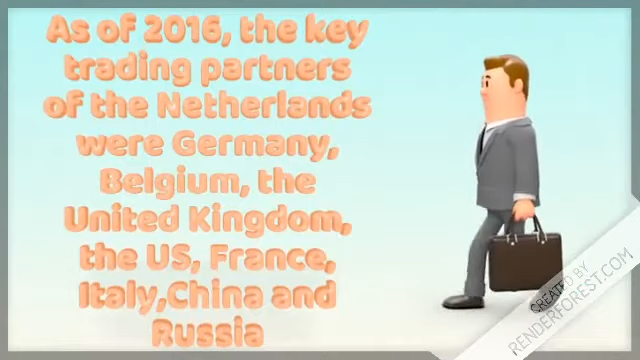 As of 2016, the key
trading partners
of the Netherlands
were Germany,
Belgium, the
United Kingdom,
the US, France,
Italy,China and
Russia
CREATED BY
RENDERFOREST.COM